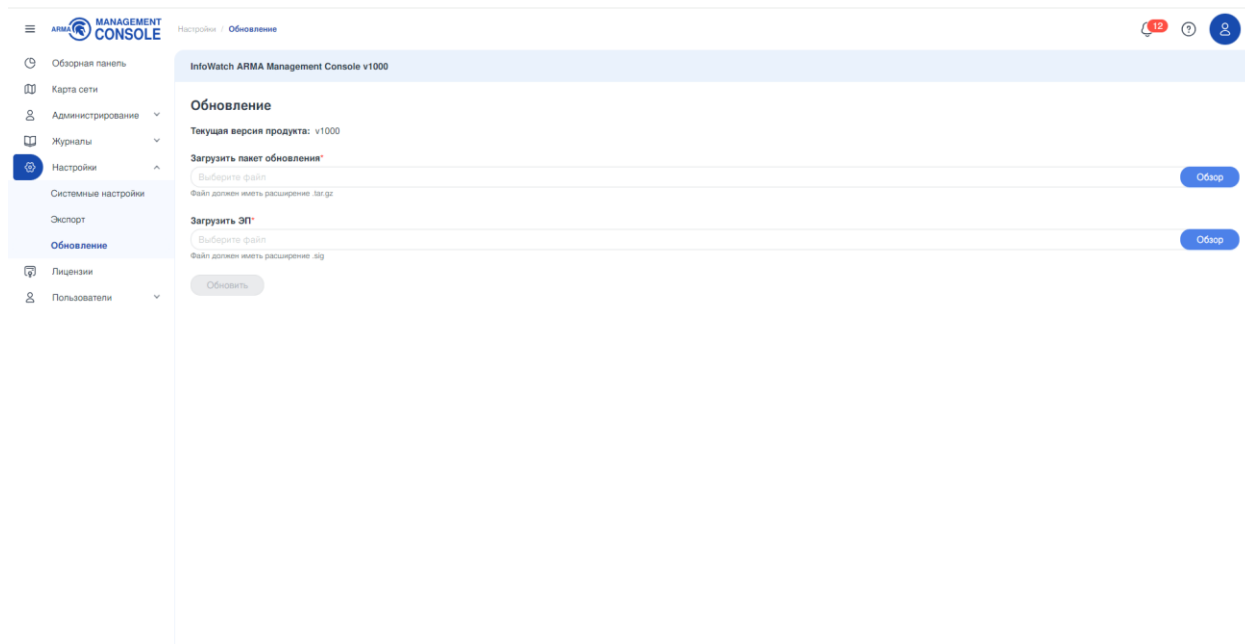 ARMA MANAGEMENT CONSOLE
Настройки / Обновление
12
Обзорная панель
Карта сети
Администрирование
Журналы
Настройки
Системные настройки
Экспорт
Обновление
Лицензии
Пользователи
InfoWatch ARMA Management Console v1000
Обновление
Текущая версия продукта: v1000
Загрузить пакет обновления*
Выберите файл
Обзор
Файл должен иметь расширение .tar.gz
Загрузить ЭП*
Выберите файл
Обзор
Файл должен иметь расширение .sig
Обновить